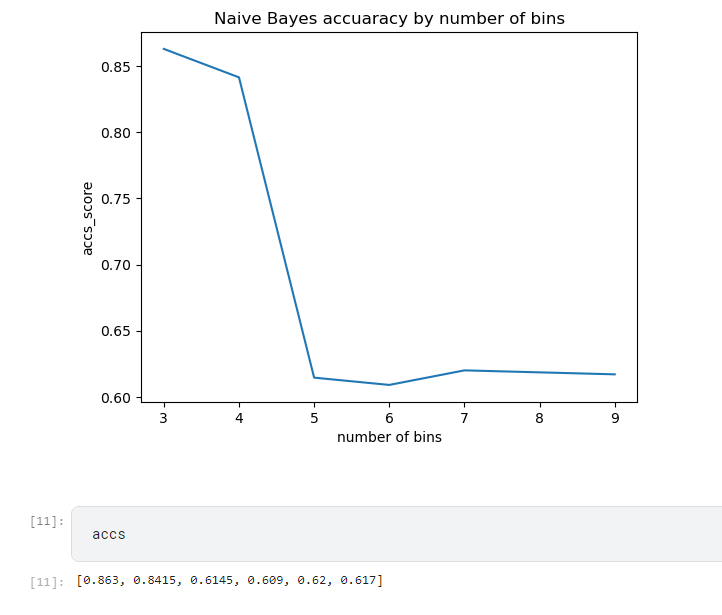 Naive Bayes accuaracy by number of bins
0.85
0.80
0.75
0.70
0.65
0.60
accs_score
3 4 5 6 7 8 9
number of bins
[11]:
accs
[11]: [0.863, 0.8415, 0.6145, 0.609, 0.62, 0.617]